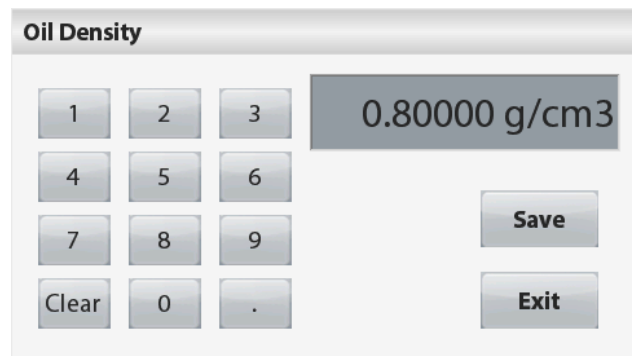 Oil Density
1 2 3
0.80000 g/cm3
4 5 6
Save
7 8 9
Clear 0 .
Exit